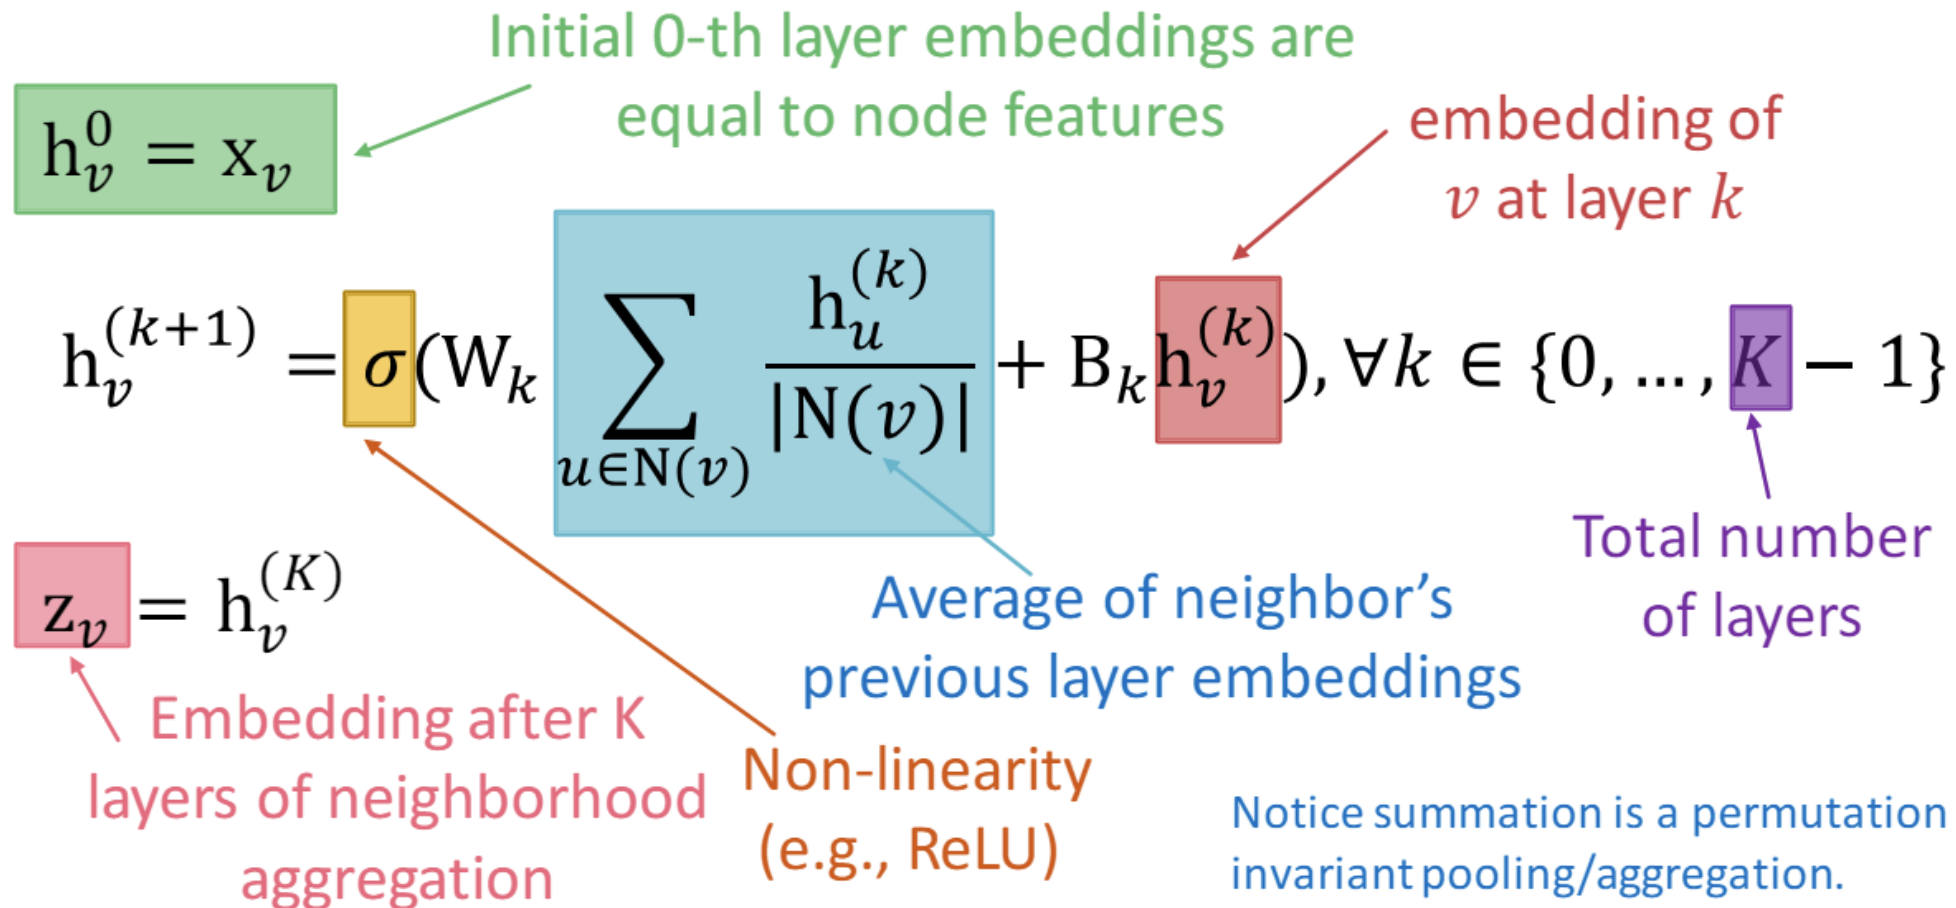 Initial 0-th layer embeddings are
equal to node features
h_v^0 = x_v
embedding of
v at layer k
h_v^{(k+1)} = σ(W_k ∑_{u∈N(v)} h_u^{(k)} / |N(v)| + B_k h_v^{(k)}), ∀k ∈ {0, …, K − 1}
Total number
of layers
z_v = h_v^{(K)}
Average of neighbor’s
previous layer embeddings
Embedding after K
layers of neighborhood
aggregation
Non-linearity
(e.g., ReLU)
Notice summation is a permutation
invariant pooling/aggregation.